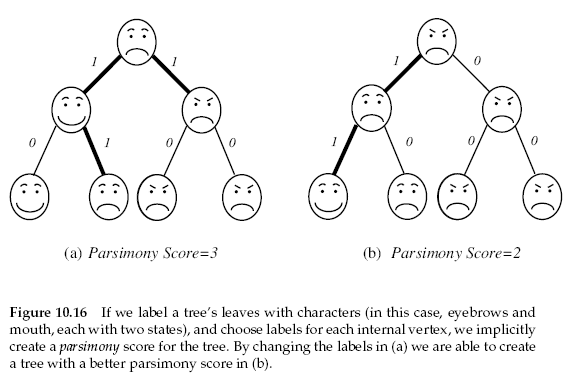 1 1 1 0
0 1 0 0 1 0 0 0
(a) Parsimony Score=3 (b) Parsimony Score=2
Figure 10.16 If we label a tree's leaves with characters (in this case, eyebrows and
mouth, each with two states), and choose labels for each internal vertex, we implicitly
create a parsimony score for the tree. By changing the labels in (a) we are able to create
a tree with a better parsimony score in (b).